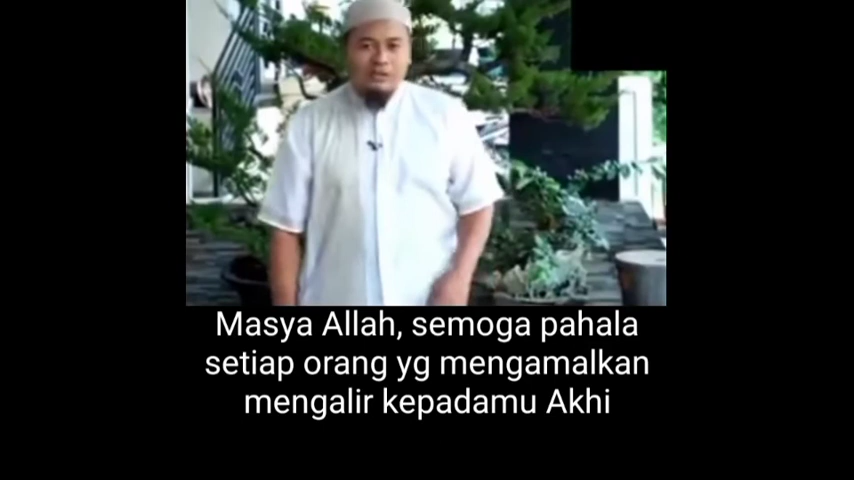 Masya Allah, semoga pahala
setiap orang yg mengamalkan
mengalir kepadamu Akhi